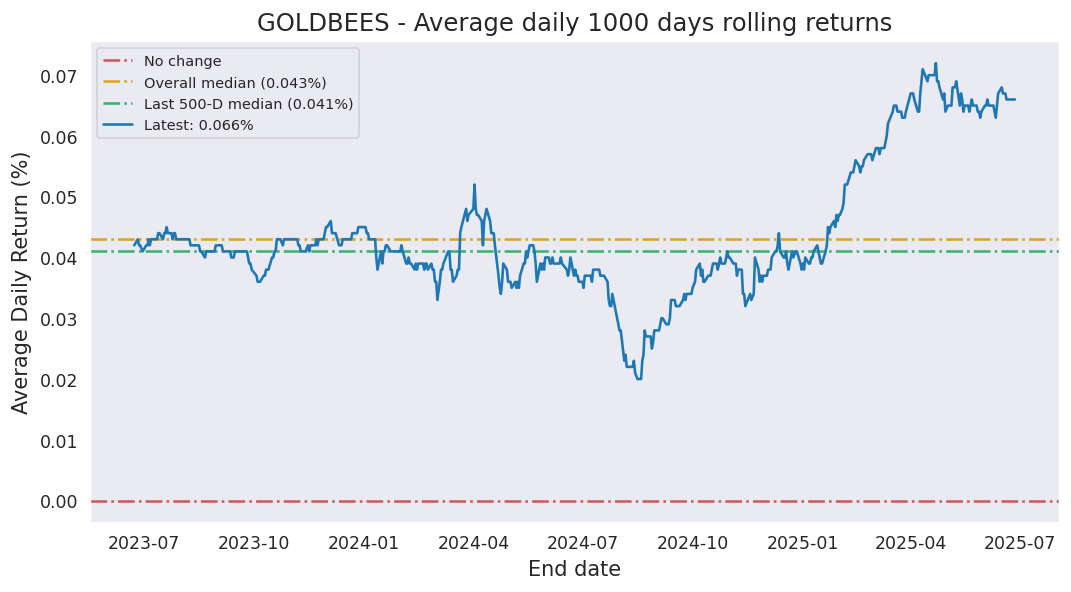 GOLDBEES - Average daily 1000 days rolling returns
No change
Overall median (0.043%)
Last 500-D median (0.041%)
Latest: 0.066%
Average Daily Return (%)
0.07
0.06
0.05
0.04
0.03
0.02
0.01
0.00
2023-07 2023-10 2024-01 2024-04 2024-07 2024-10 2025-01 2025-04 2025-07
End date